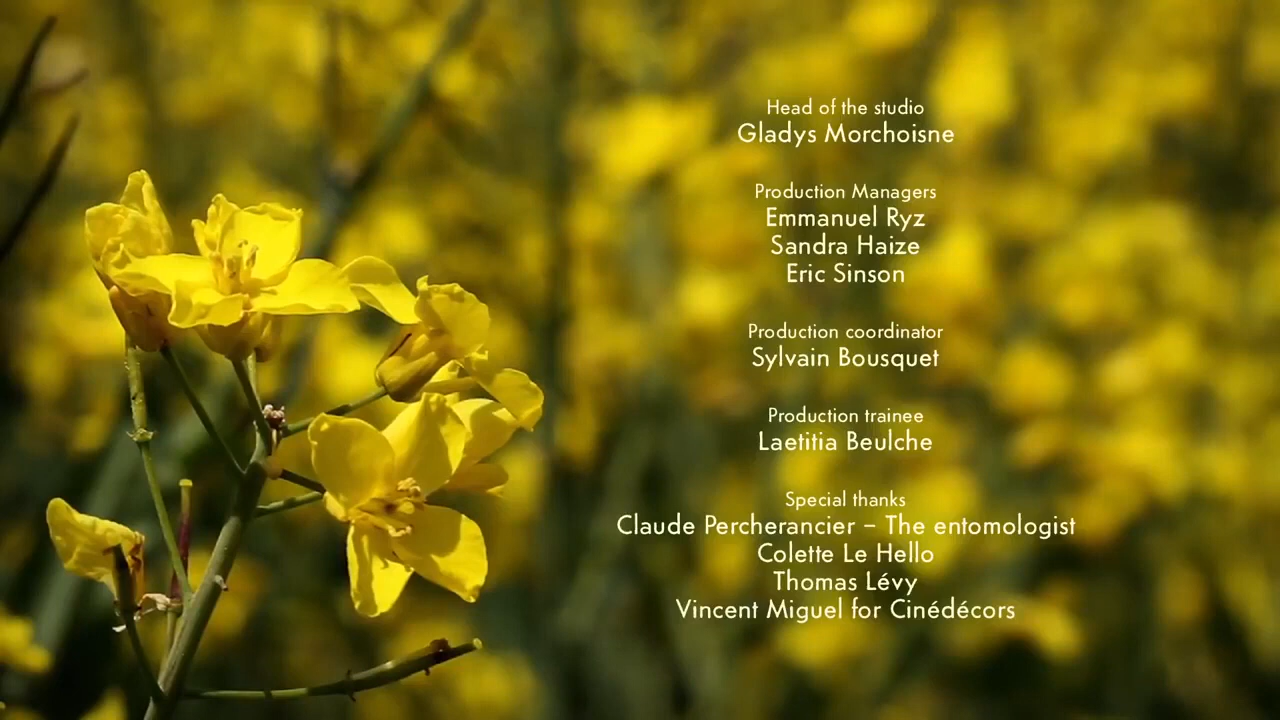 Head of the studio
Gladys Morchoisne
Production Managers
Emmanuel Ryz
Sandra Haize
Eric Sinson
Production coordinator
Sylvain Bousquet
Production trainee
Laetitia Beulche
Special thanks
Claude Percherancier – The entomologist
Colette Le Hello
Thomas Lévy
Vincent Miguel for Cinédécors